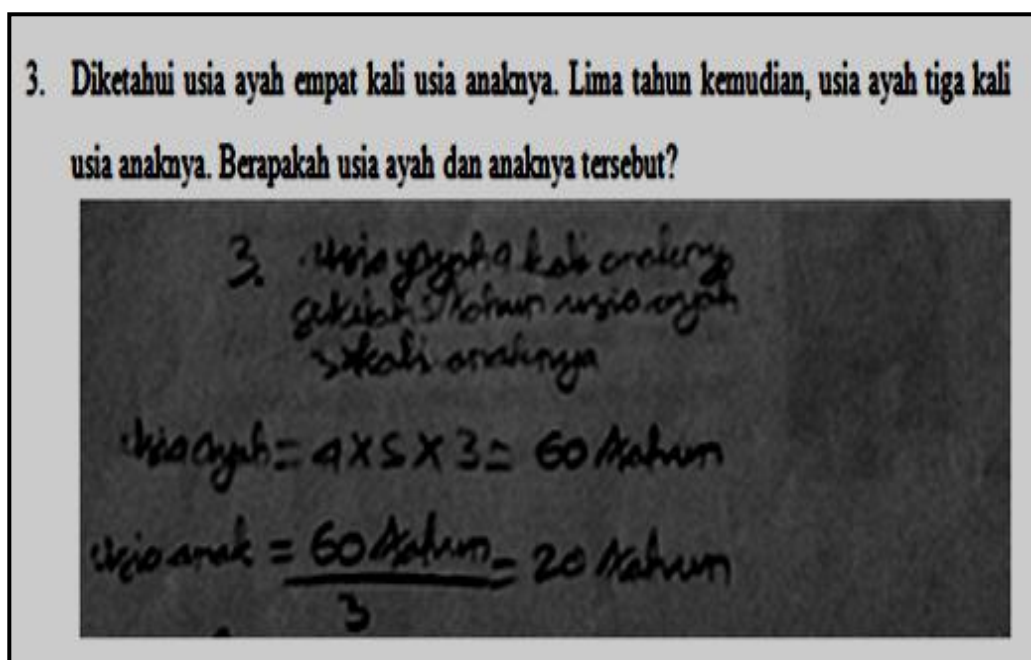 3. Diketahui usia ayah empat kali usia anaknya. Lima tahun kemudian, usia ayah tiga kali
usia anaknya. Berapakah usia ayah dan anaknya tersebut?
3. usia ayah 4 kali anaknya
setelah 5 tahun usia ayah
3 kali anaknya
usia ayah = 4 X 5 X 3 = 60 tahun
usia anak = 60 tahun = 20 tahun
3